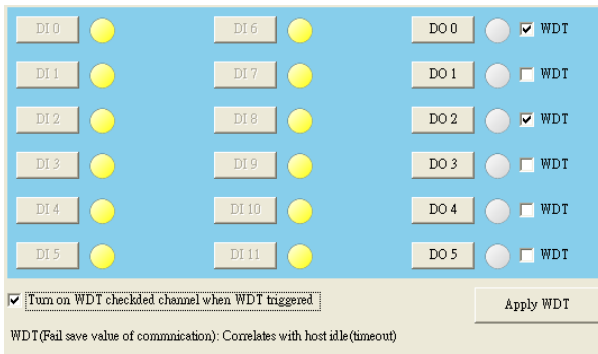 DI 0 DI 6 DO 0 WDT
DI 1 DI 7 DO 1 WDT
DI 2 DI 8 DO 2 WDT
DI 3 DI 9 DO 3 WDT
DI 4 DI 10 DO 4 WDT
DI 5 DI 11 DO 5 WDT
Turn on WDT checkded channel when WDT triggered Apply WDT
WDT(Fail save value of commnication): Correlates with host idle(timeout)